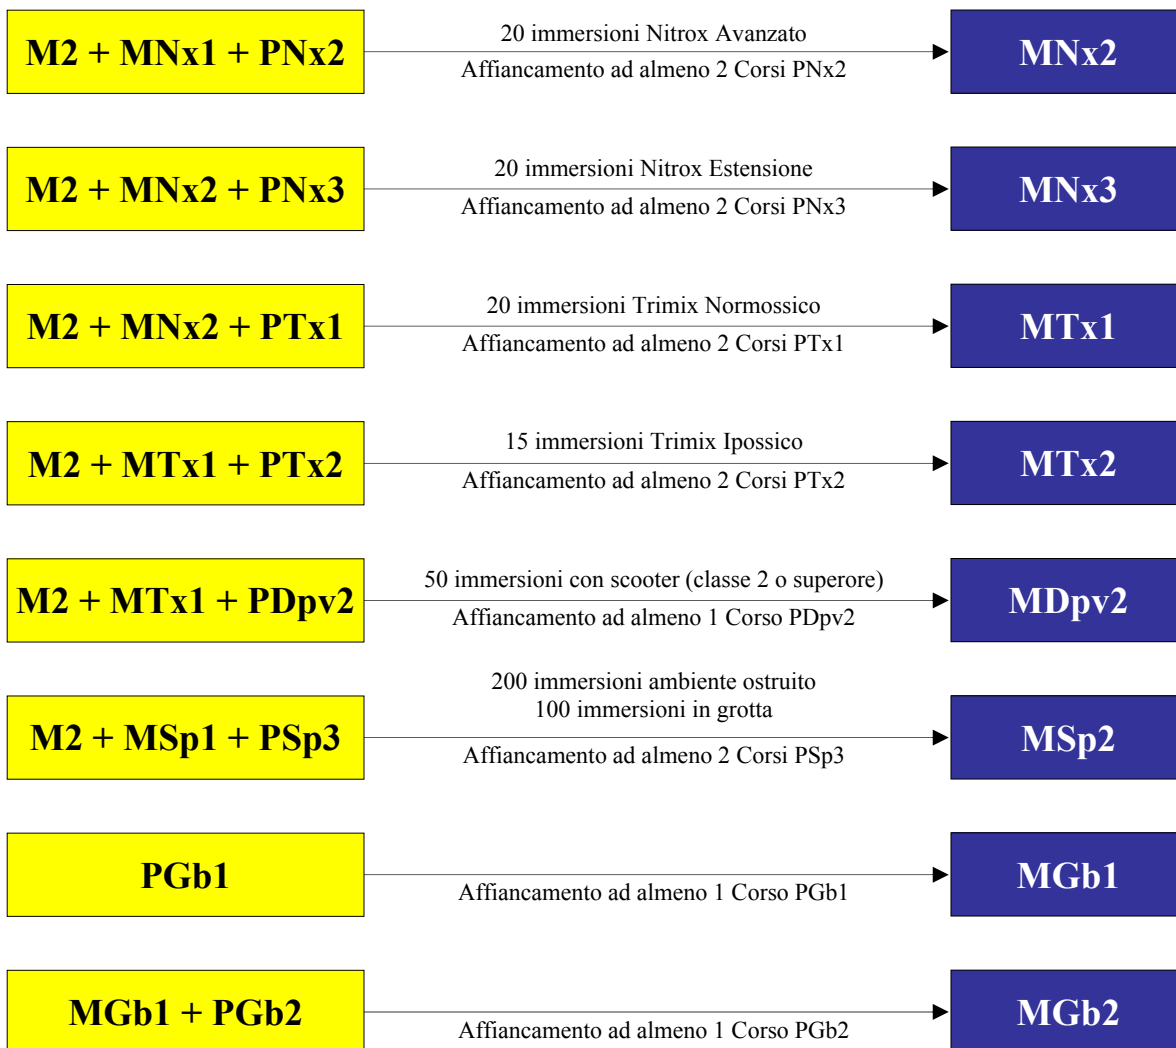 M2 + MNx1 + PNx2
20 immersioni Nitrox Avanzato
Affiancamento ad almeno 2 Corsi PNx2
MNx2
M2 + MNx2 + PNx3
20 immersioni Nitrox Estensione
Affiancamento ad almeno 2 Corsi PNx3
MNx3
M2 + MNx2 + PTx1
20 immersioni Trimix Normossico
Affiancamento ad almeno 2 Corsi PTx1
MTx1
M2 + MTx1 + PTx2
15 immersioni Trimix Ipossico
Affiancamento ad almeno 2 Corsi PTx2
MTx2
M2 + MTx1 + PDpv2
50 immersioni con scooter (classe 2 o superore)
Affiancamento ad almeno 1 Corso PDpv2
MDpv2
M2 + MSp1 + PSp3
200 immersioni ambiente ostruito
100 immersioni in grotta
Affiancamento ad almeno 2 Corsi PSp3
MSp2
PGb1
Affiancamento ad almeno 1 Corso PGb1
MGb1
MGb1 + PGb2
Affiancamento ad almeno 1 Corso PGb2
MGb2